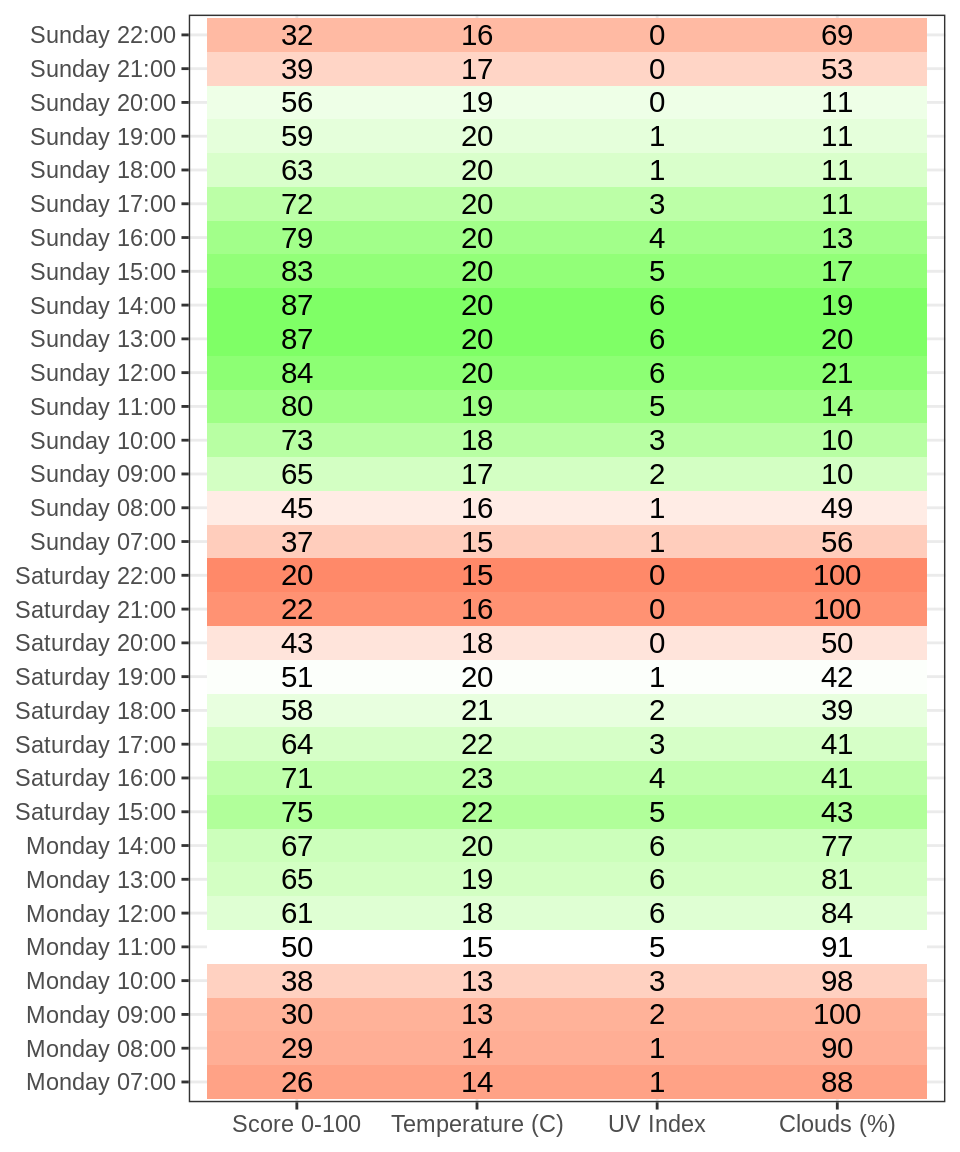 Sunday 22:00 32 16 0 69
Sunday 21:00 39 17 0 53
Sunday 20:00 56 19 0 11
Sunday 19:00 59 20 1 11
Sunday 18:00 63 20 1 11
Sunday 17:00 72 20 3 11
Sunday 16:00 79 20 4 13
Sunday 15:00 83 20 5 17
Sunday 14:00 87 20 6 19
Sunday 13:00 87 20 6 20
Sunday 12:00 84 20 6 21
Sunday 11:00 80 19 5 14
Sunday 10:00 73 18 3 10
Sunday 09:00 65 17 2 10
Sunday 08:00 45 16 1 49
Sunday 07:00 37 15 1 56
Saturday 22:00 20 15 0 100
Saturday 21:00 22 16 0 100
Saturday 20:00 43 18 0 50
Saturday 19:00 51 20 1 42
Saturday 18:00 58 21 2 39
Saturday 17:00 64 22 3 41
Saturday 16:00 71 23 4 41
Saturday 15:00 75 22 5 43
Monday 14:00 67 20 6 77
Monday 13:00 65 19 6 81
Monday 12:00 61 18 6 84
Monday 11:00 50 15 5 91
Monday 10:00 38 13 3 98
Monday 09:00 30 13 2 100
Monday 08:00 29 14 1 90
Monday 07:00 26 14 1 88
Score 0-100 Temperature (C) UV Index Clouds (%)